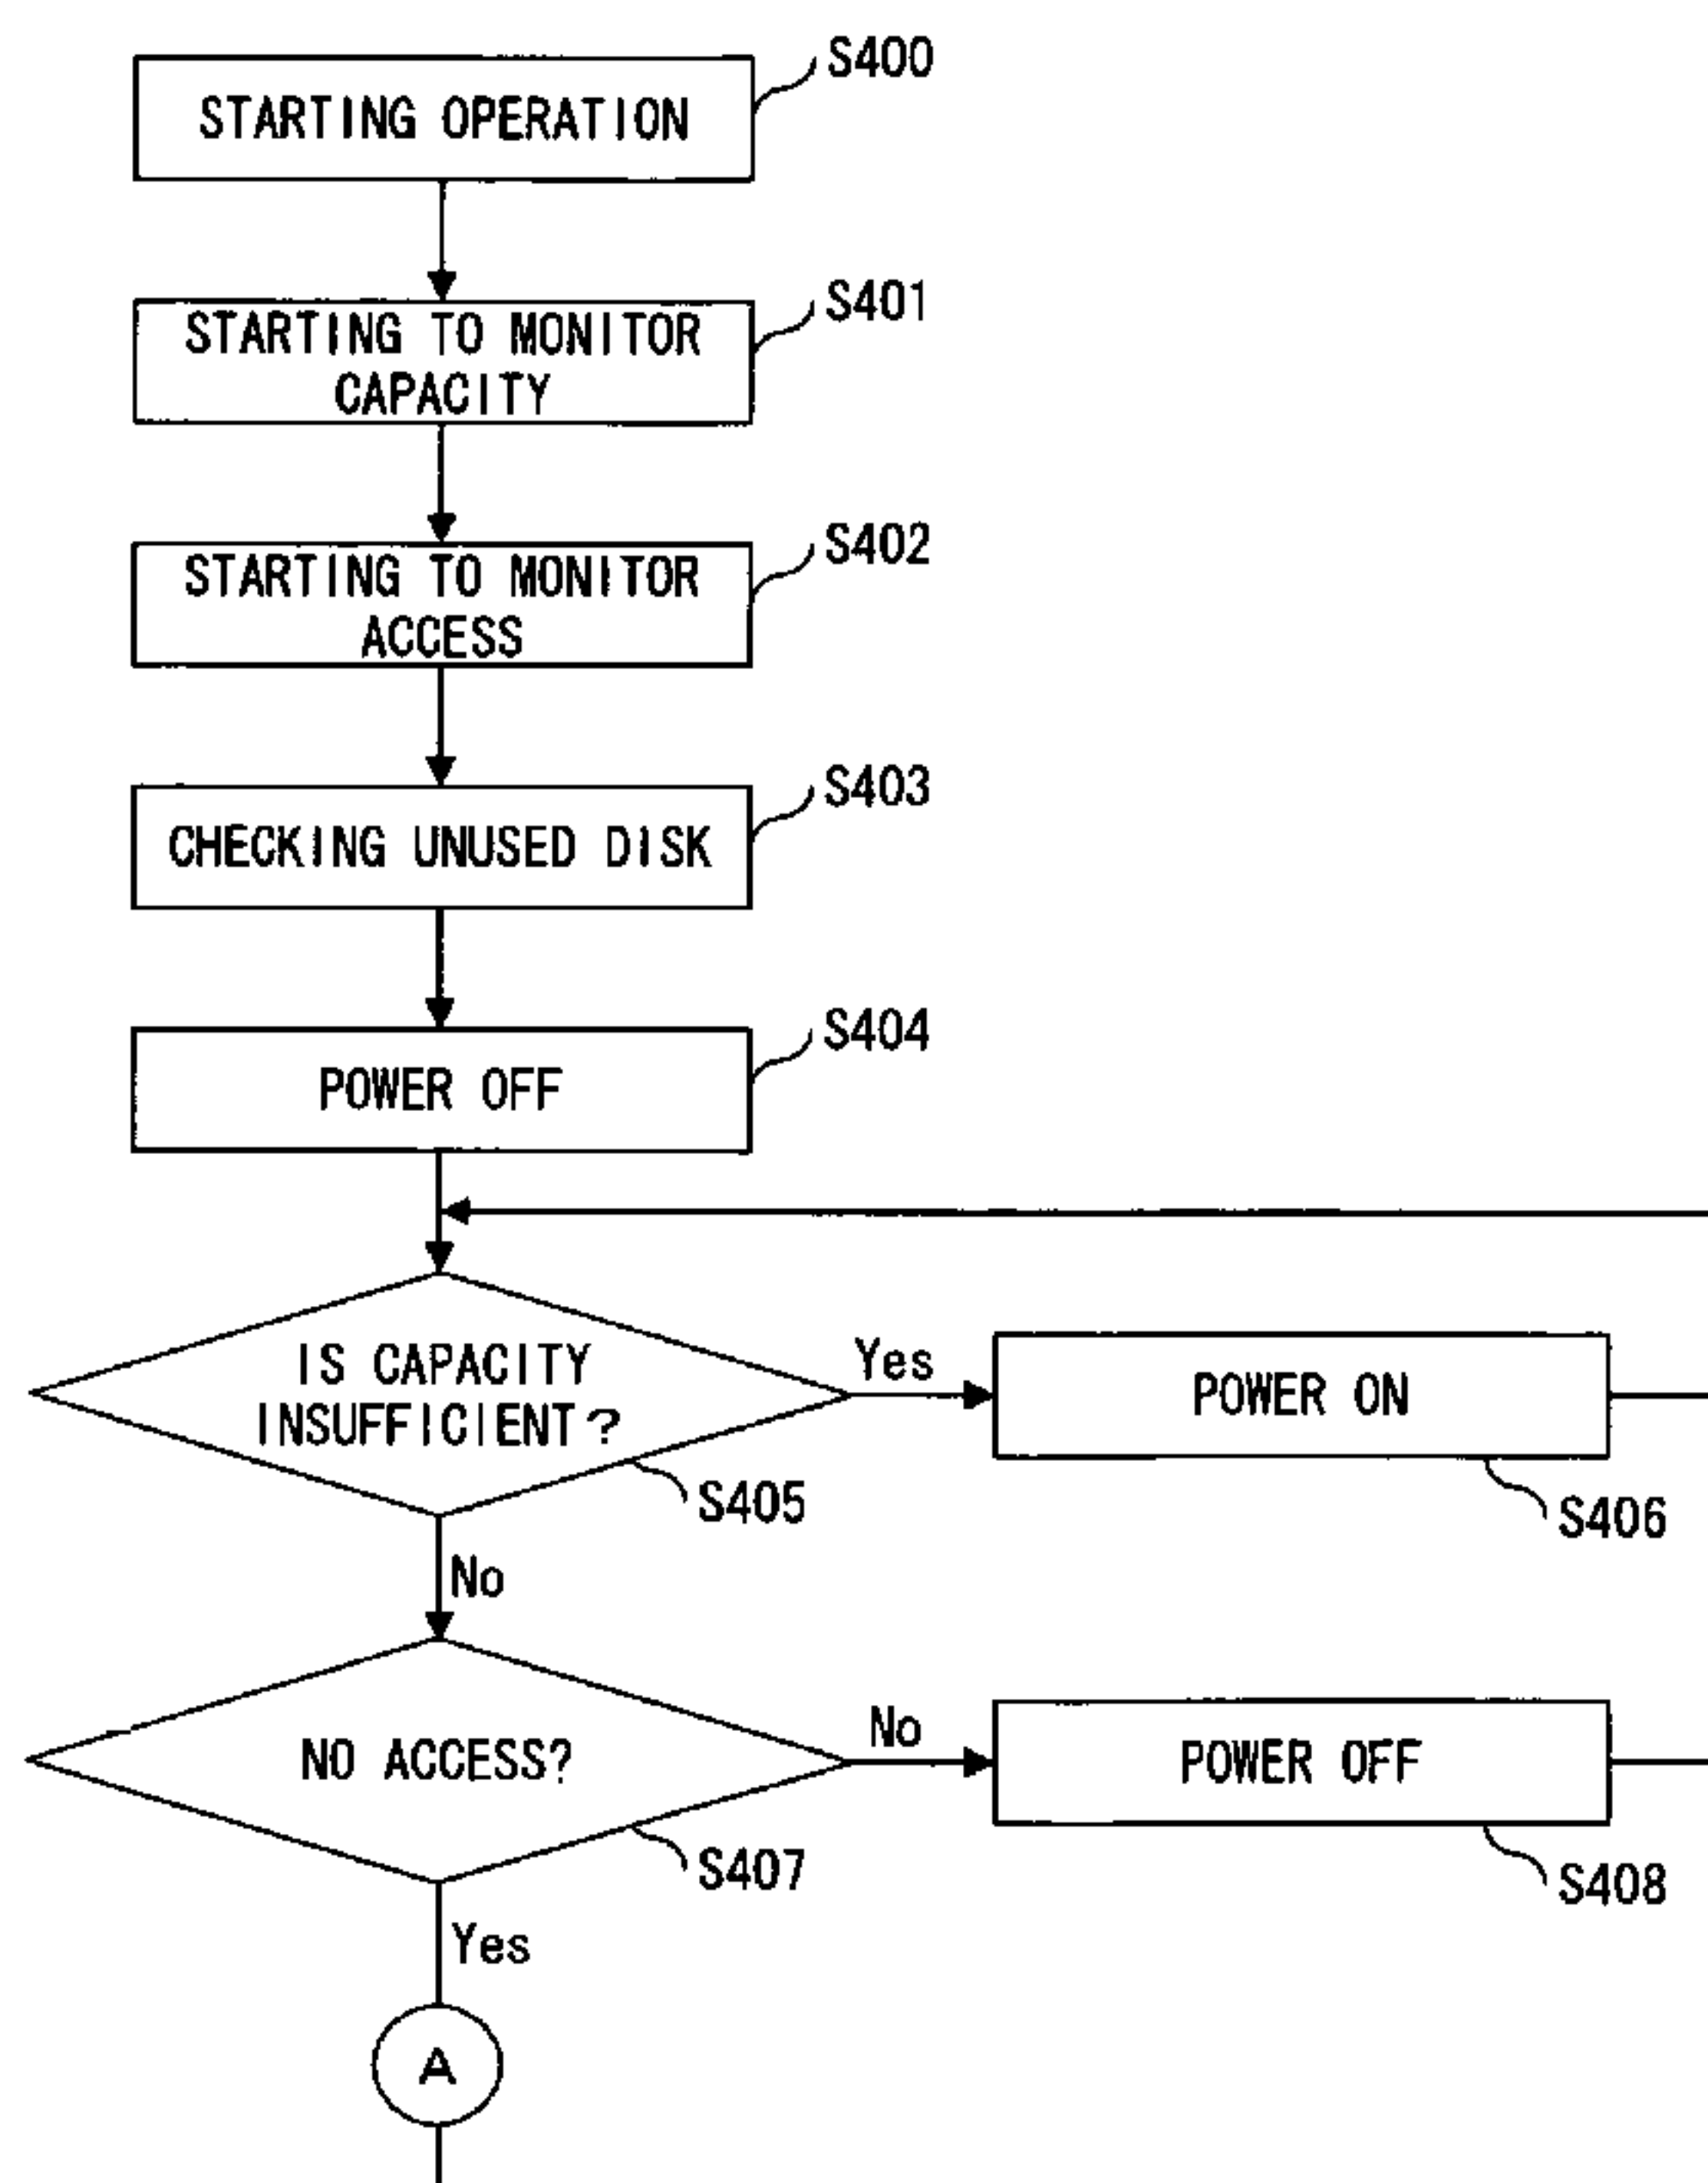 S400
STARTING OPERATION
S401
STARTING TO MONITOR
CAPACITY
S402
STARTING TO MONITOR
ACCESS
S403
CHECKING UNUSED DISK
S404
POWER OFF
IS CAPACITY
INSUFFICIENT?
Yes
POWER ON
S405
S406
No
NO ACCESS?
No
POWER OFF
S407
S408
Yes
A